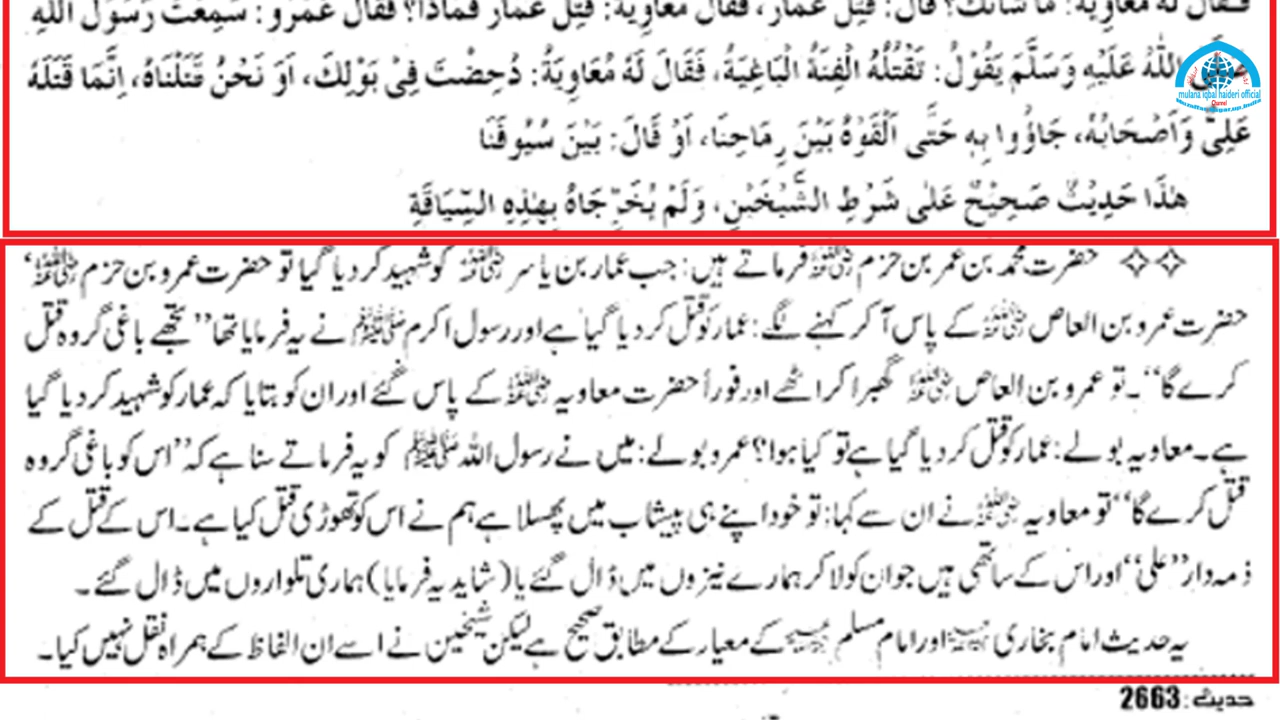 فَقَالَ لَهُ مُعَاوِيَةُ: مَا شَانُكَ؟ قَالَ: قُتِلَ عَمَّارٌ، فَقَالَ مُعَاوِيَةُ: قُتِلَ عَمَّارٌ فَمَاذَا؟ فَقَالَ عَمْرٌو: سَمِعْتُ رَسُوْلَ اللّٰهِ
صَلَّى اللّٰهُ عَلَيْهِ وَسَلَّمَ يَقُوْلُ: تَقْتُلُهُ الْفِئَةُ الْبَاغِيَةُ، فَقَالَ لَهُ مُعَاوِيَةُ: دُحِضْتَ فِىْ بَوْلِكَ، اَوَ نَحْنُ قَتَلْنَاهُ، اِنَّمَا قَتَلَهُ
عَلِيٌّ وَاَصْحَابُهُ، جَاؤُوا بِهِ حَتَّى اَلْقَوْهُ بَيْنَ رِمَاحِنَا، اَوْ قَالَ: بَيْنَ سُيُوفِنَا
هٰذَا حَدِيْثٌ صَحِيْحٌ عَلٰى شَرْطِ الشَّيْخَيْنِ، وَلَمْ يُخَرِّجَاهُ بِهٰذِهِ السِّيَاقَةِ
mulana iqbal haideri official
Channel
حضرت محمد بن عمر بن حزم رضی اللہ عنہ فرماتے ہیں: جب عمار بن یاسر رضی اللہ عنہ کو شہید کر دیا گیا تو حضرت عمرو بن حزم رضی اللہ عنہ،
حضرت عمرو بن العاص رضی اللہ عنہ کے پاس آ کر کہنے لگے: عمار کو قتل کر دیا گیا ہے اور رسول اکرم ﷺ نے یہ فرمایا تھا ”تجھے باغی گروہ قتل
کرے گا“۔ تو عمرو بن العاص رضی اللہ عنہ گھبرا کر اٹھے اور فوراً حضرت معاویہ رضی اللہ عنہ کے پاس گئے اور ان کو بتایا کہ عمار کو شہید کر دیا گیا
ہے۔ معاویہ بولے: عمار کو قتل کر دیا گیا ہے تو کیا ہوا؟ عمرو بولے: میں نے رسول اللہ ﷺ کو یہ فرماتے سنا ہے کہ ”اس کو باغی گروہ
قتل کرے گا“ تو معاویہ رضی اللہ عنہ نے ان سے کہا: تو خود اپنے ہی پیشاب میں پھسلا ہے ہم نے اس کو تھوڑی قتل کیا ہے۔ اس کے قتل کے
ذمہ دار ”علی“ اور اس کے ساتھی ہیں جو ان کو لا کر ہمارے نیزوں میں ڈال گئے یا (شاید یہ فرمایا) ہماری تلواروں میں ڈال گئے۔
یہ حدیث امام بخاری رحمۃ اللہ علیہ اور امام مسلم رحمۃ اللہ علیہ کے معیار کے مطابق صحیح ہے لیکن شیخین نے اسے ان الفاظ کے ہمراہ نقل نہیں کیا۔
حدیث: 2663